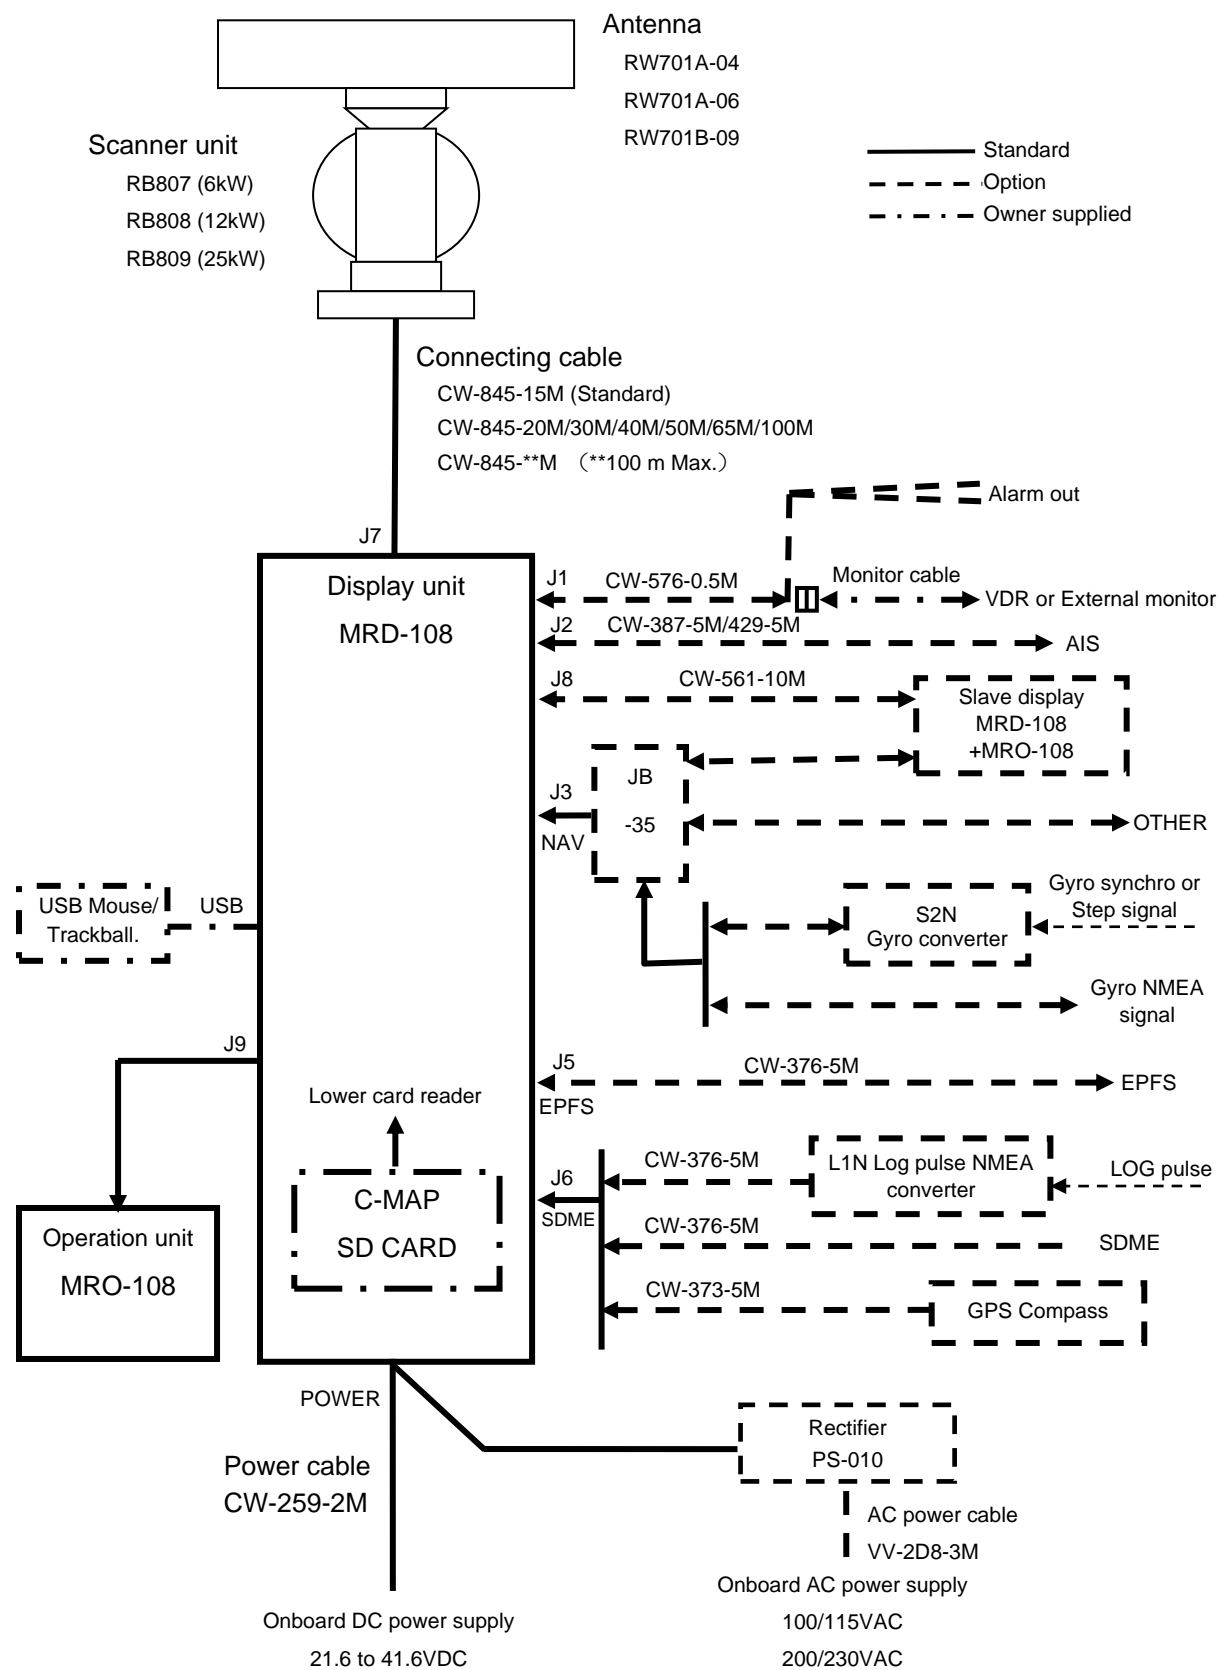 Antenna
RW701A-04
RW701A-06
RW701B-09
Scanner unit
RB807 (6kW)
RB808 (12kW)
RB809 (25kW)
Standard
Option
Owner supplied
Connecting cable
CW-845-15M (Standard)
CW-845-20M/30M/40M/50M/65M/100M
CW-845-**M （**100 m Max.）
J7
Alarm out
Display unit
MRD-108
J1
CW-576-0.5M
Monitor cable
VDR or External monitor
J2
CW-387-5M/429-5M
AIS
J8
CW-561-10M
Slave display
MRD-108
+MRO-108
JB
-35
J3
NAV
OTHER
USB Mouse/
Trackball.
USB
S2N
Gyro converter
Gyro synchro or
Step signal
Gyro NMEA
signal
J9
J5
EPFS
CW-376-5M
EPFS
Lower card reader
C-MAP
SD CARD
J6
SDME
CW-376-5M
L1N Log pulse NMEA
converter
LOG pulse
CW-376-5M
SDME
CW-373-5M
GPS Compass
Operation unit
MRO-108
POWER
Power cable
CW-259-2M
Rectifier
PS-010
AC power cable
VV-2D8-3M
Onboard DC power supply
21.6 to 41.6VDC
Onboard AC power supply
100/115VAC
200/230VAC